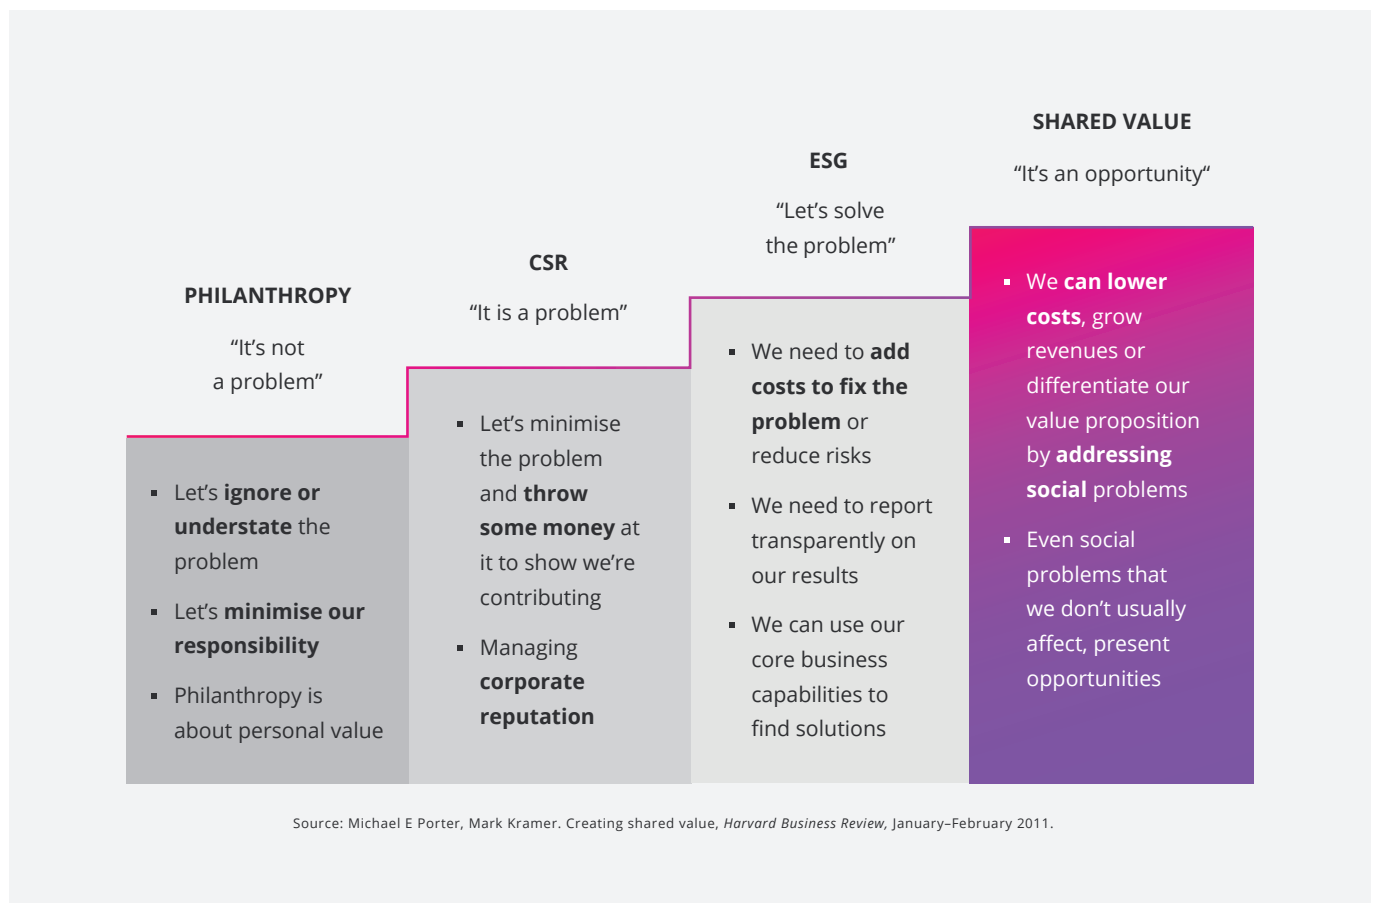 PHILANTHROPY
“It’s not
a problem”
▪ Let’s ignore or
understate the
problem
▪ Let’s minimise our
responsibility
▪ Philanthropy is
about personal value
CSR
“It is a problem”
▪ Let’s minimise
the problem
and throw
some money at
it to show we’re
contributing
▪ Managing
corporate
reputation
ESG
“Let’s solve
the problem”
▪ We need to add
costs to fix the
problem or
reduce risks
▪ We need to report
transparently on
our results
▪ We can use our
core business
capabilities to
find solutions
SHARED VALUE
“It’s an opportunity“
▪ We can lower
costs, grow
revenues or
differentiate our
value proposition
by addressing
social problems
▪ Even social
problems that
we don’t usually
affect, present
opportunities
Source: Michael E Porter, Mark Kramer. Creating shared value, Harvard Business Review, January–February 2011.